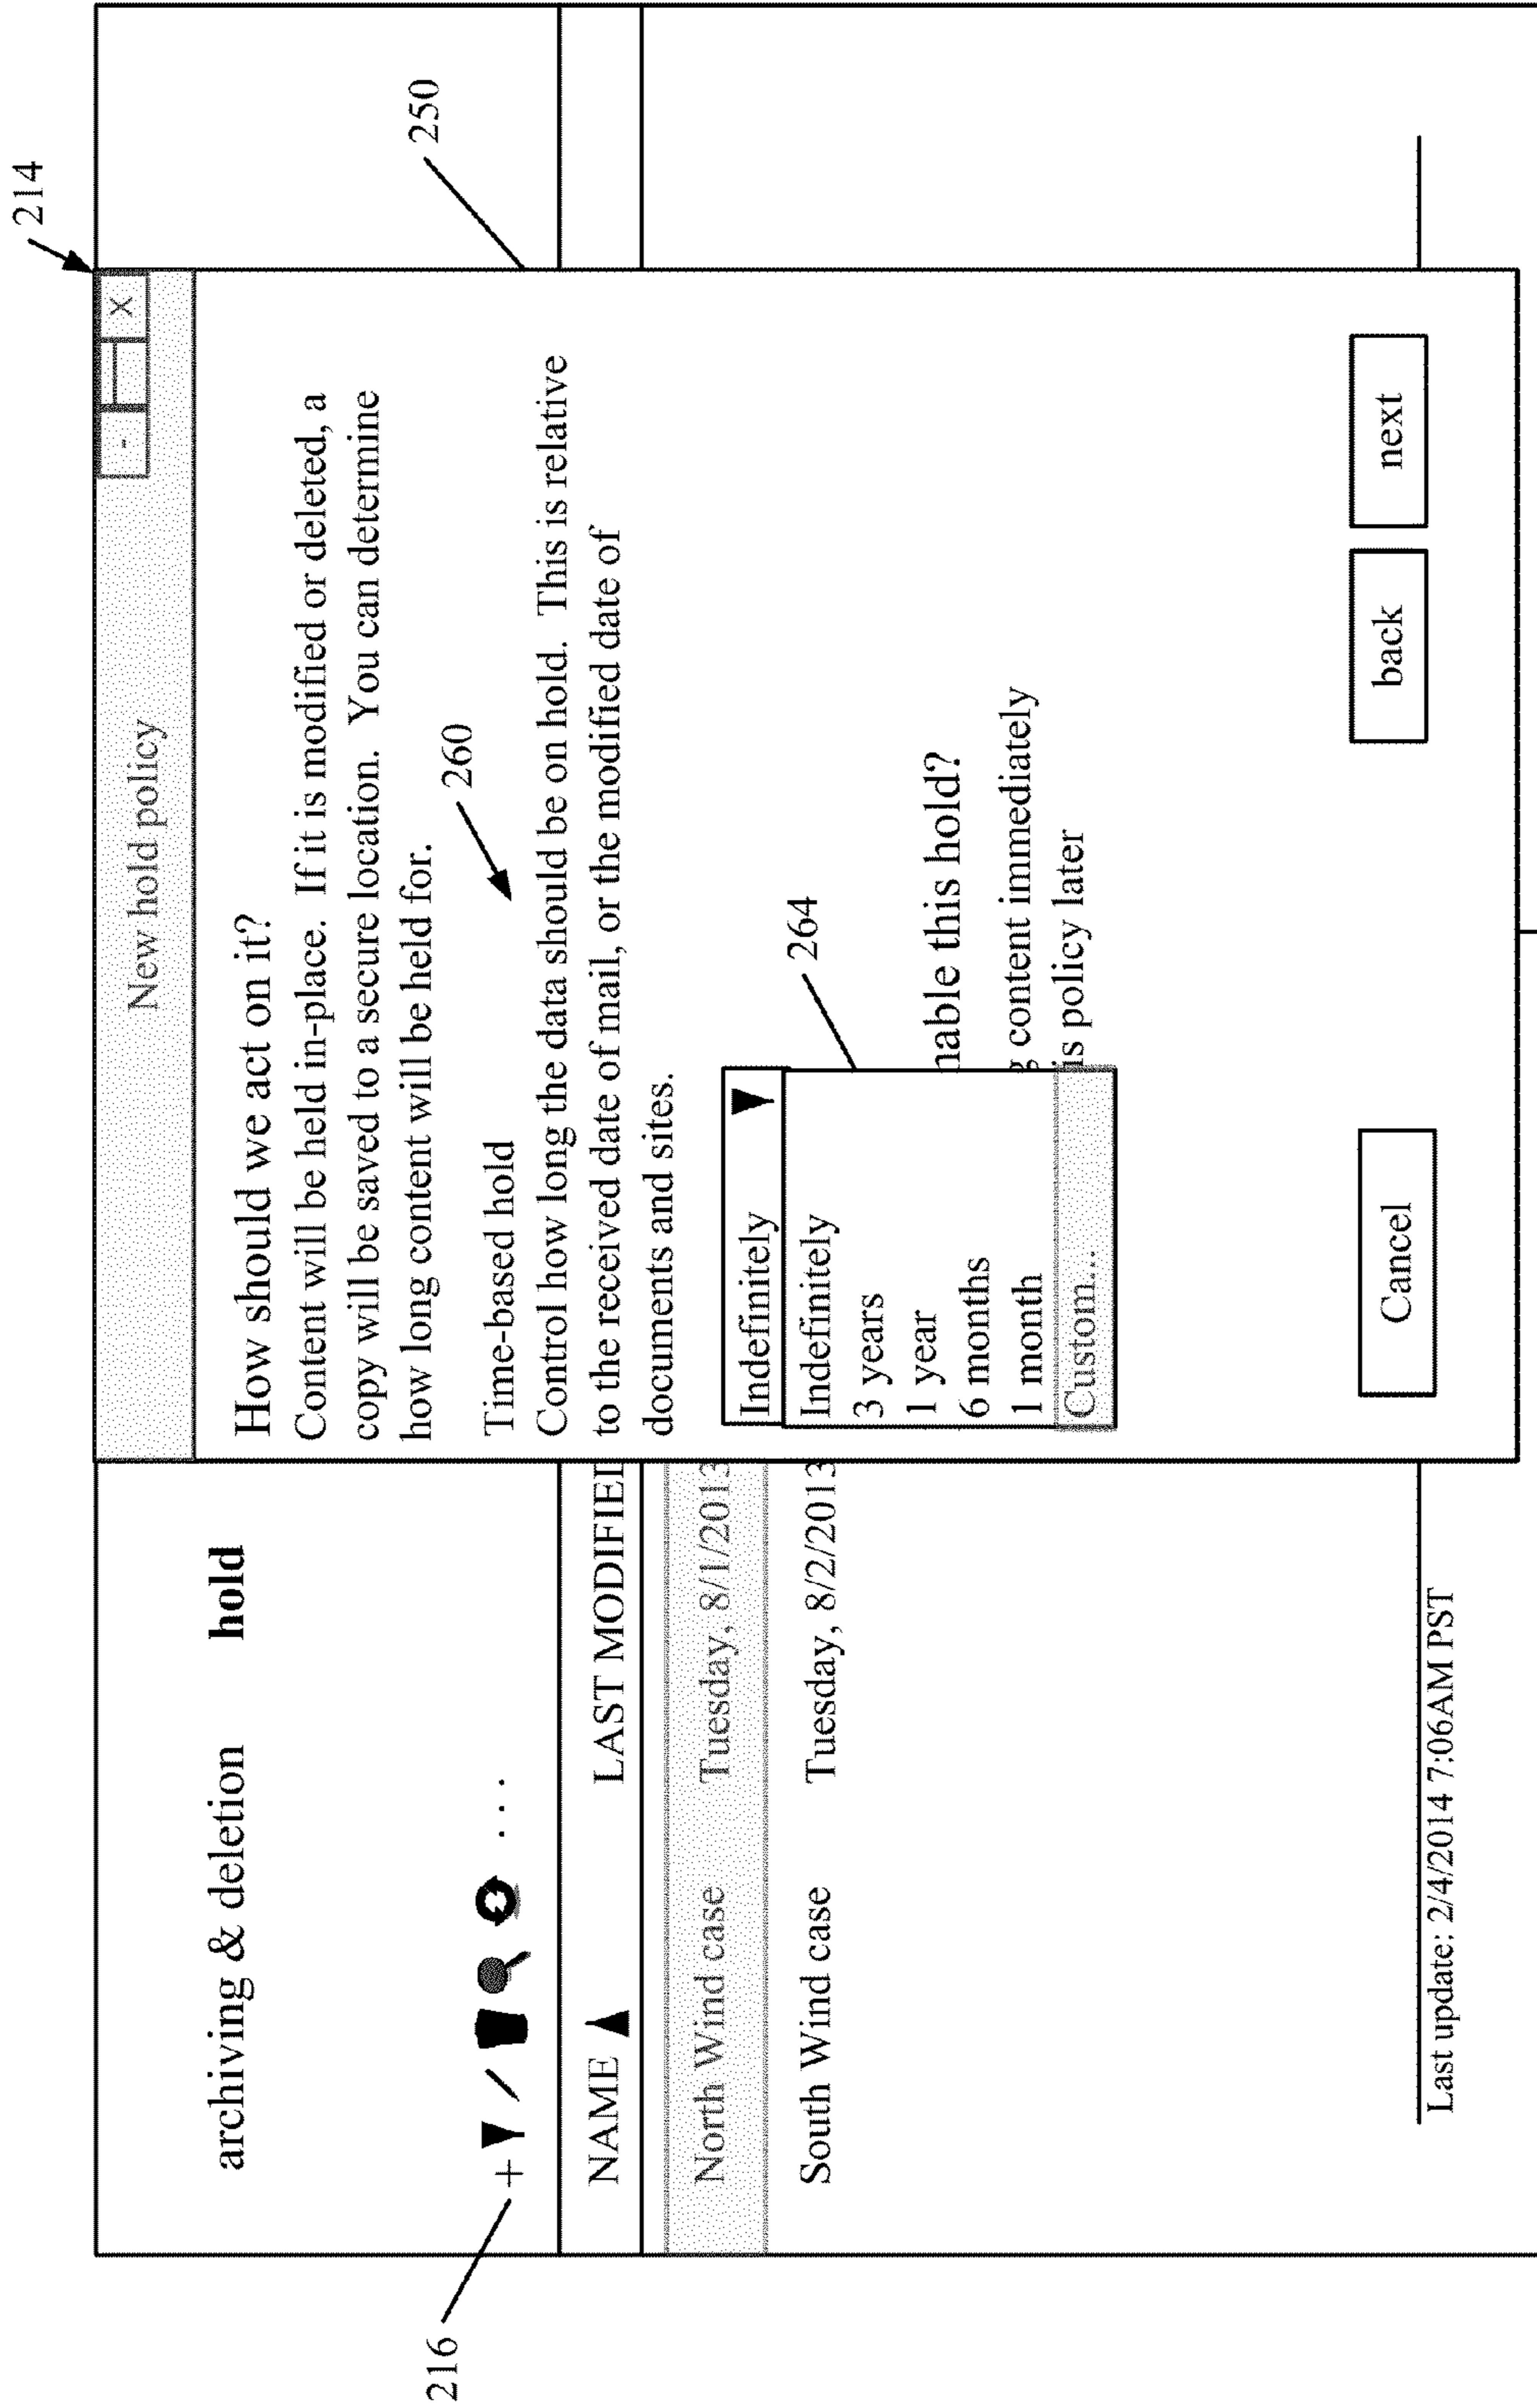 214
archiving & deletion
hold
216
+
...
NAME
LAST MODIFIED
North Wind case
Tuesday, 8/1/2013
South Wind case
Tuesday, 8/2/2013
Last update: 2/4/2014 7:06AM PST
New hold policy
-
X
250
How should we act on it?
Content will be held in-place. If it is modified or deleted, a
copy will be saved to a secure location. You can determine
how long content will be held for.
260
Time-based hold
Control how long the data should be on hold. This is relative
to the received date of mail, or the modified date of
documents and sites.
Indefinitely
264
Indefinitely
3 years
1 year
6 months
1 month
Custom...
nable this hold?
g content immediately
is policy later
Cancel
back
next